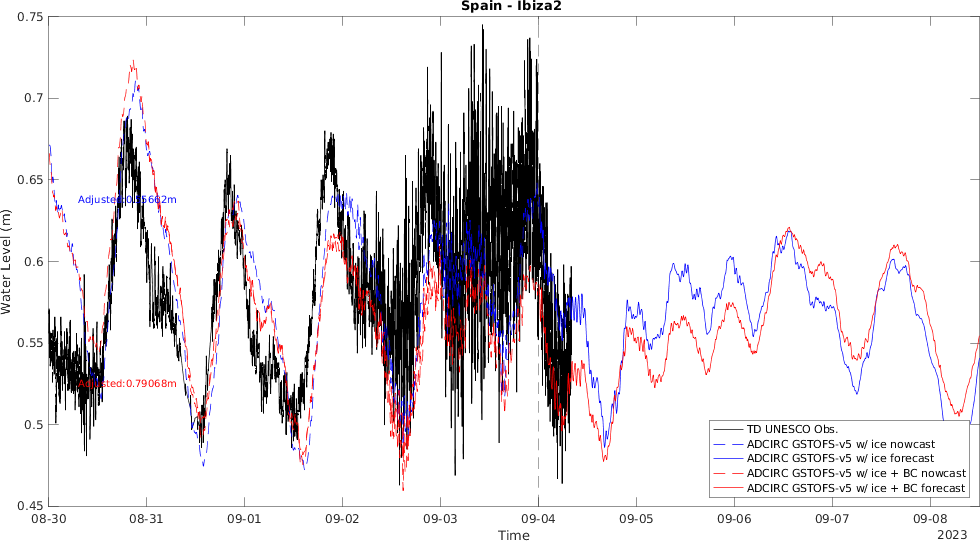 Spain - Ibiza2
0.75
0.7
0.65
0.6
0.55
0.5
0.45
Water Level (m)
Adjusted:0.55662m
Adjusted:0.79068m
TD UNESCO Obs.
ADCIRC GSTOFS-v5 w/ ice nowcast
ADCIRC GSTOFS-v5 w/ ice forecast
ADCIRC GSTOFS-v5 w/ ice + BC nowcast
ADCIRC GSTOFS-v5 w/ ice + BC forecast
08-30 08-31 09-01 09-02 09-03 09-04 09-05 09-06 09-07 09-08
Time
2023